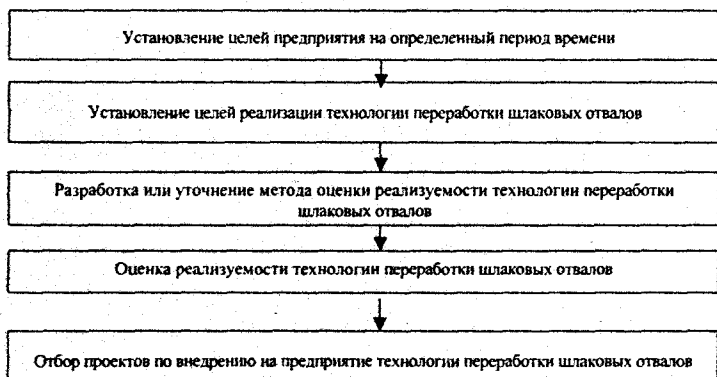 Установление целей предприятия на определенный период времени
Установление целей реализации технологии переработки шлаковых отвалов
Разработка или уточнение метода оценки реализуемости технологии переработки
шлаковых отвалов
Оценка реализуемости технологии переработки шлаковых отвалов
Отбор проектов по внедрению на предприятие технологии переработки шлаковых отвалов